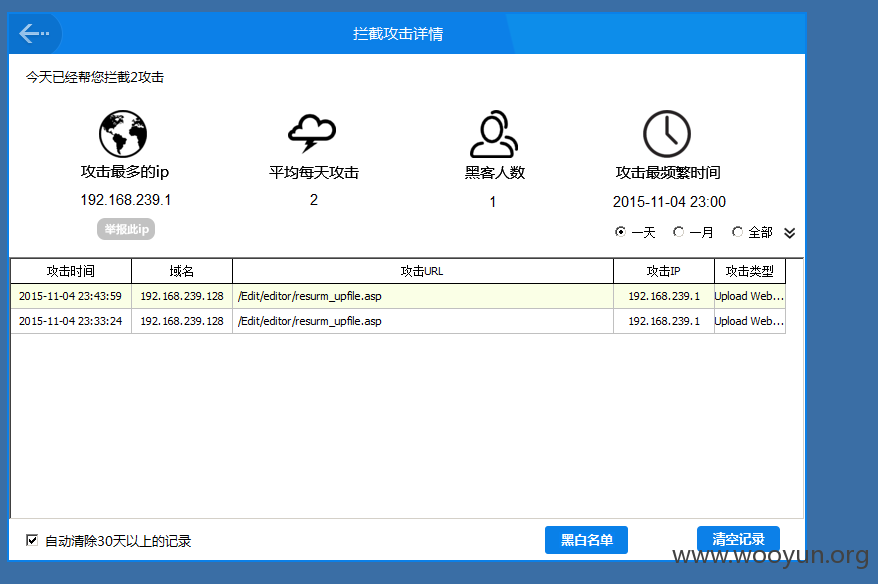 拦截攻击详情
今天已经帮您拦截2攻击
攻击最多的ip 平均每天攻击 黑客人数 攻击最频繁时间
192.168.239.1 2 1 2015-11-04 23:00
举报此ip
一天 一月 全部
攻击时间 域名 攻击URL 攻击IP 攻击类型
2015-11-04 23:43:59 192.168.239.128 /Edit/editor/resurm_upfile.asp 192.168.239.1 Upload Web...
2015-11-04 23:33:24 192.168.239.128 /Edit/editor/resurm_upfile.asp 192.168.239.1 Upload Web...
自动清除30天以上的记录 黑白名单 清空记录
www.wooyun.org